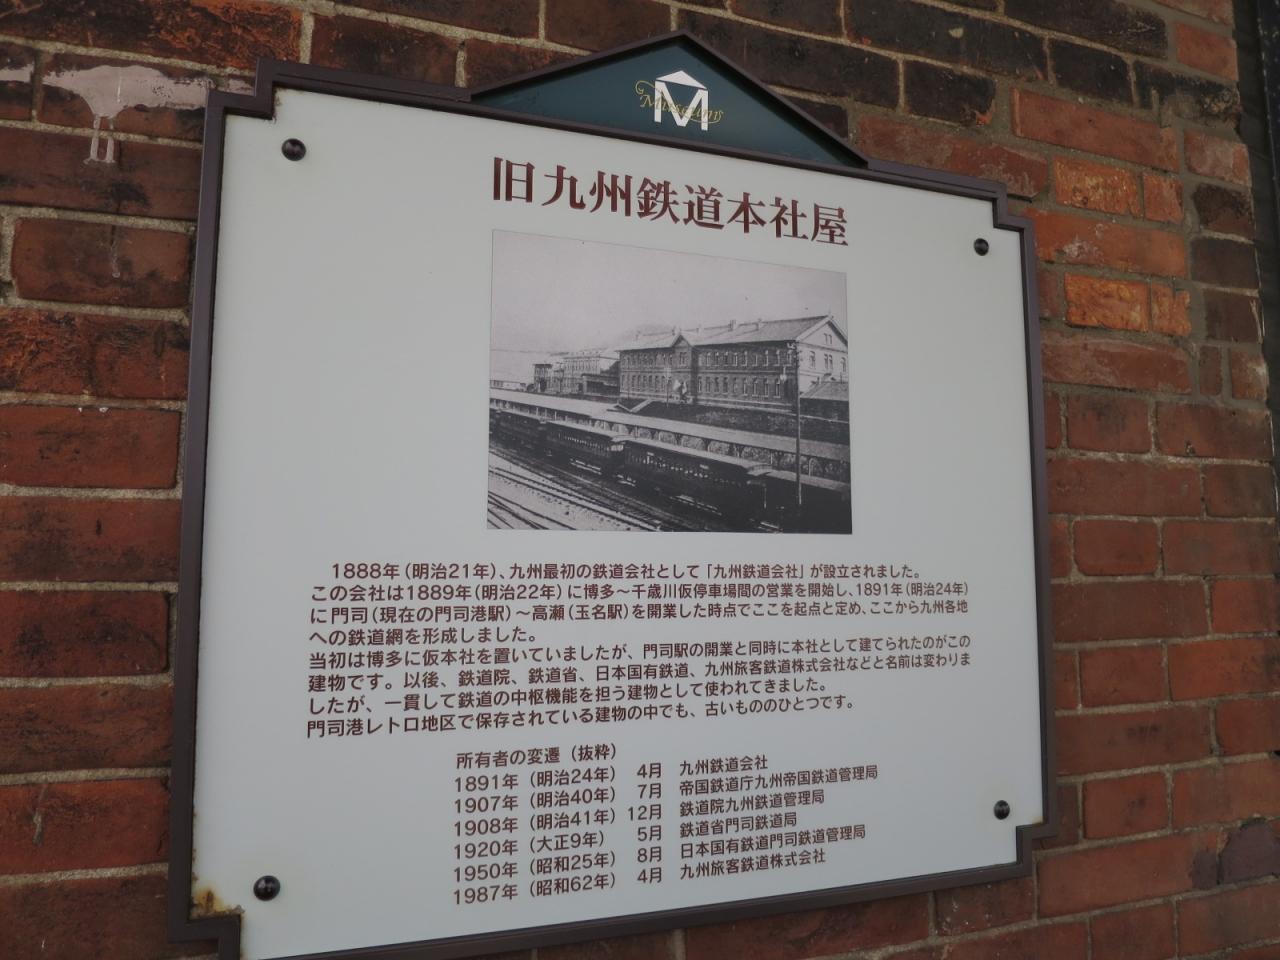 M
Museum
旧九州鉄道本社屋
1888年(明治21年)、九州最初の鉄道会社として「九州鉄道会社」が設立されました。
この会社は1889年(明治22年)に博多～千歳川仮停車場間の営業を開始し、1891年(明治24年)
に門司(現在の門司港駅)～高瀬(玉名駅)を開業した時点でここを起点と定め、ここから九州各地
への鉄道網を形成しました。
当初は博多に仮本社を置いていましたが、門司駅の開業と同時に本社として建てられたのがこの
建物です。以後、鉄道院、鉄道省、日本国有鉄道、九州旅客鉄道株式会社などと名前は変わりま
したが、一貫して鉄道の中枢機能を担う建物として使われてきました。
門司港レトロ地区で保存されている建物の中でも、古いもののひとつです。
所有者の変遷(抜粋)
1891年(明治24年) 4月 九州鉄道会社
1907年(明治40年) 7月 帝国鉄道庁九州帝国鉄道管理局
1908年(明治41年) 12月 鉄道院九州鉄道管理局
1920年(大正9年) 5月 鉄道省門司鉄道局
1950年(昭和25年) 8月 日本国有鉄道門司鉄道管理局
1987年(昭和62年) 4月 九州旅客鉄道株式会社